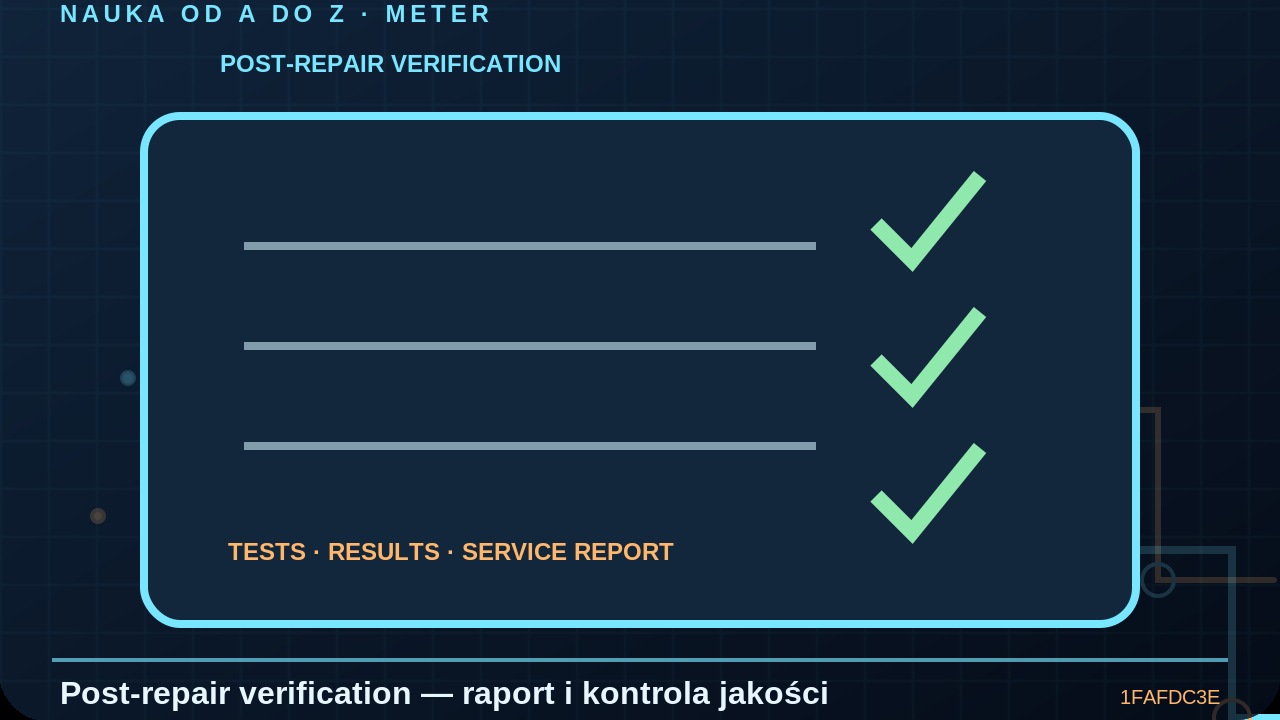 NAUKA OD A DO Z · METER
POST-REPAIR VERIFICATION
TESTS · RESULTS · SERVICE REPORT
Post-repair verification — raport i kontrola jakości
1FAFDC3E